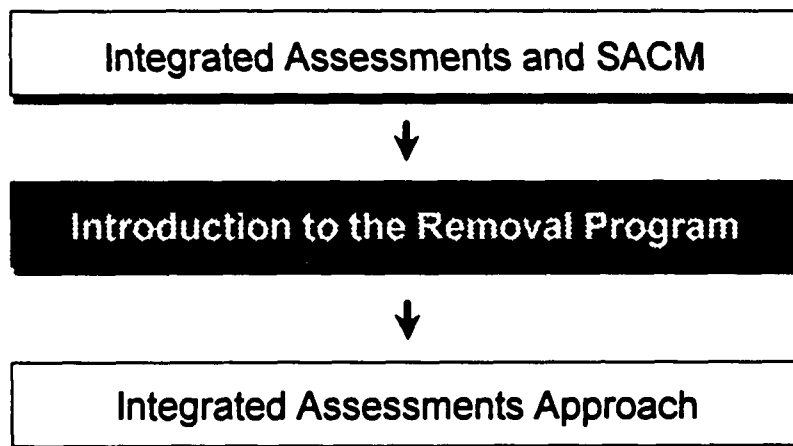 Integrated Assessments and SACM
Introduction to the Removal Program
Integrated Assessments Approach